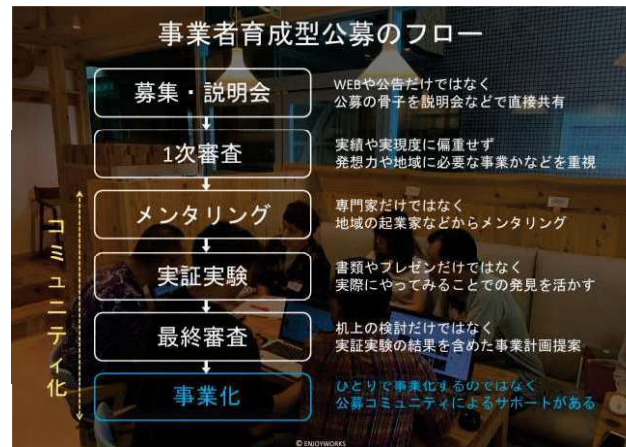 事業者育成型公募のフロー
募集・説明会
WEBや公告だけではなく
公募の骨子を説明会などで直接共有
1次審査
実績や実現度に偏重せず
発想力や地域に必要な事業かなどを重視
メンタリング
専門家だけではなく
地域の起業家などからメンタリング
実証実験
書類やプレゼンだけではなく
実際にやってみることでの発見を活かす
最終審査
机上の検討だけではなく
実証実験の結果を含めた事業計画提案
事業化
ひとりで事業化するのではなく
公募コミュニティによるサポートがある
コミュニティ化
© ENJOYWORKS